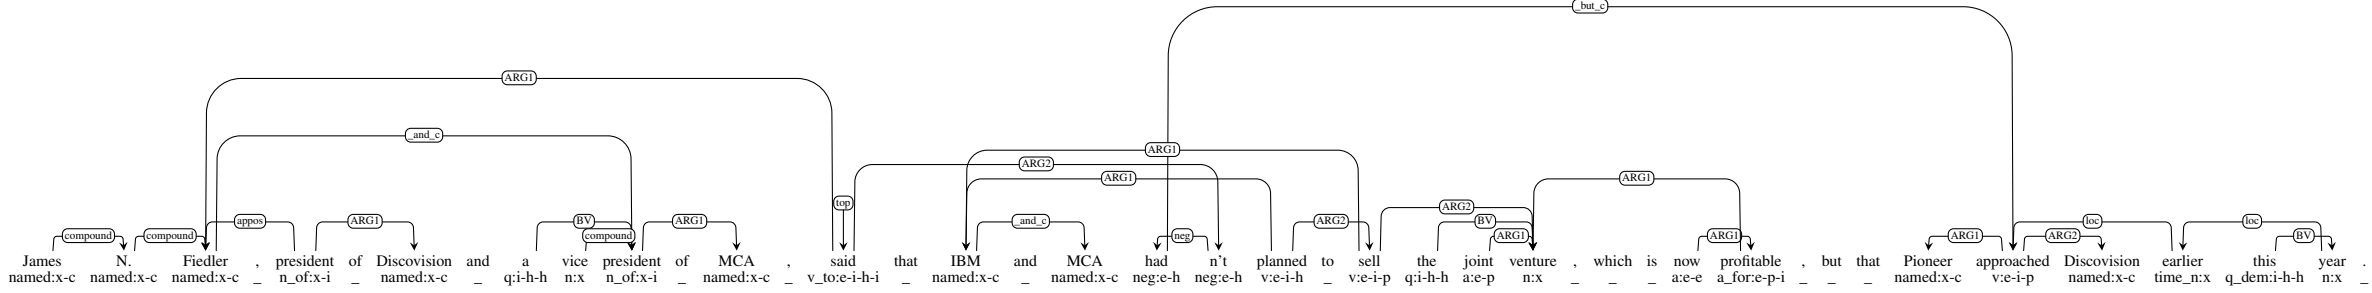 _but_c
ARG1
_and_c
ARG1
ARG2
ARG1 ARG1
top ARG2
appos ARG1 BV ARG1 _and_c ARG2 BV loc loc
compound compound compound neg ARG1 ARG1 ARG1 ARG2 BV
James N. Fiedler , president of Discovision and a vice president of MCA , said that IBM and MCA had n't planned to sell the joint venture , which is now profitable , but that Pioneer approached Discovision earlier this year .
named:x-c named:x-c named:x-c _ n_of:x-i _ named:x-c _ q:i-h-h n:x n_of:x-i _ named:x-c _ v_to:e-i-h-i _ named:x-c _ named:x-c neg:e-h neg:e-h v:e-i-h _ v:e-i-p q:i-h-h a:e-p n:x _ _ _ a:e-e a_for:e-p-i _ _ _ named:x-c v:e-i-p named:x-c time_n:x q_dem:i-h-h n:x _